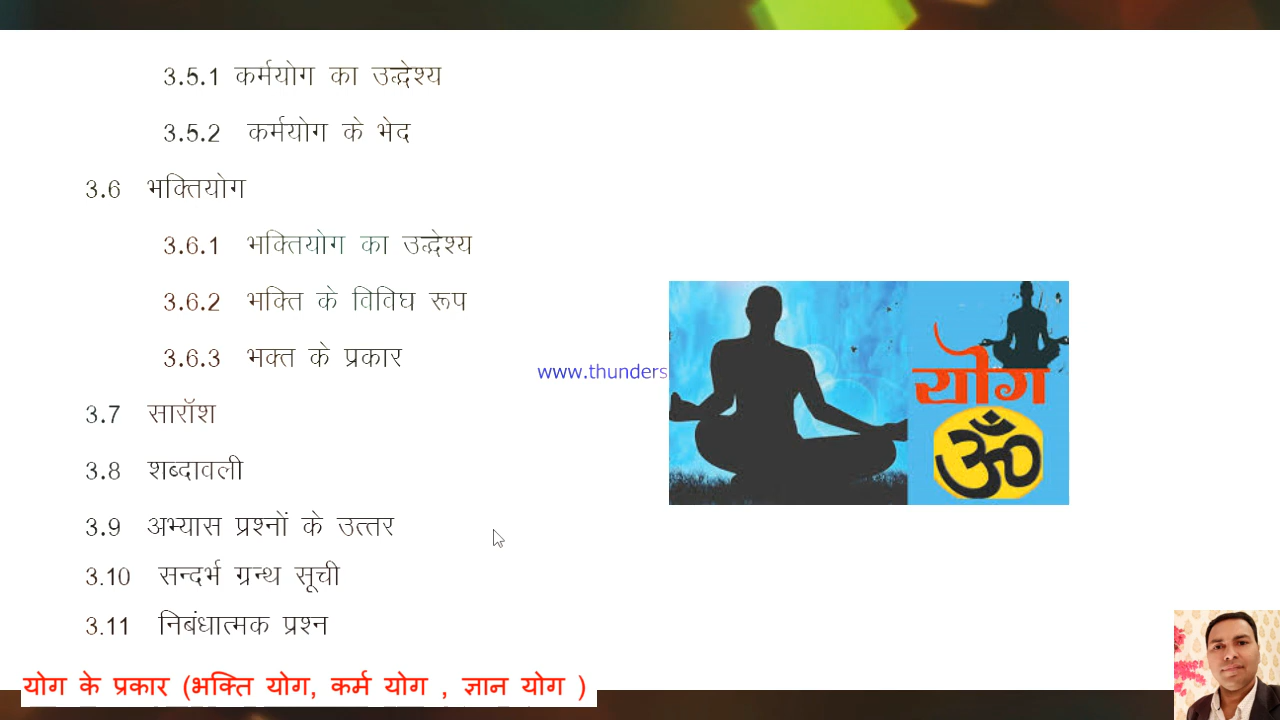 3.5.1 कर्मयोग का उद्देश्य
3.5.2 कर्मयोग के भेद
3.6 भक्तियोग
3.6.1 भक्तियोग का उद्देश्य
3.6.2 भक्ति के विविघ रूप
3.6.3 भक्त के प्रकार
www.thunders
योग
ॐ
3.7 सारॉश
3.8 शब्दावली
3.9 अभ्यास प्रश्नों के उत्तर
3.10 सन्दर्भ ग्रन्थ सूची
3.11 निबंधात्मक प्रश्न
योग के प्रकार (भक्ति योग, कर्म योग , ज्ञान योग )